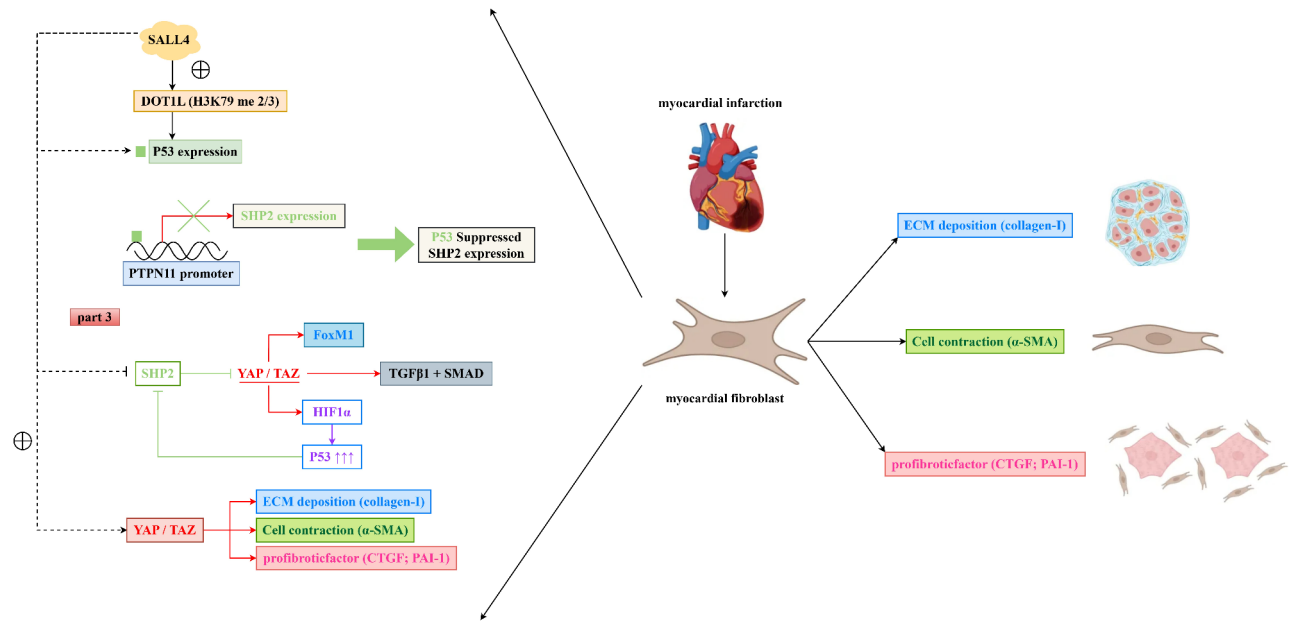 SALL4
DOT1L (H3K79 me 2/3)
P53 expression
SHP2 expression
PTPN11 promoter
P53 Suppressed
SHP2 expression
part 3
FoxM1
SHP2
YAP / TAZ
TGFβ1 + SMAD
HIF1α
P53 ↑↑↑
YAP / TAZ
ECM deposition (collagen-I)
Cell contraction (α-SMA)
profibroticfactor (CTGF; PAI-1)
myocardial infarction
myocardial fibroblast
ECM deposition (collagen-I)
Cell contraction (α-SMA)
profibroticfactor (CTGF; PAI-1)